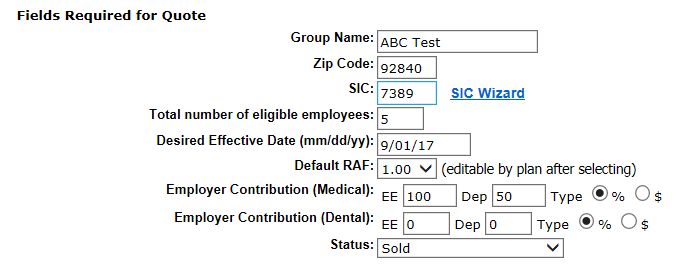 Fields Required for Quote
Group Name: ABC Test
Zip Code: 92840
SIC: 7389 SIC Wizard
Total number of eligible employees: 5
Desired Effective Date (mm/dd/yy): 9/01/17
Default RAF: 1.00 (editable by plan after selecting)
Employer Contribution (Medical): EE 100 Dep 50 Type % $
Employer Contribution (Dental): EE 0 Dep 0 Type % $
Status: Sold